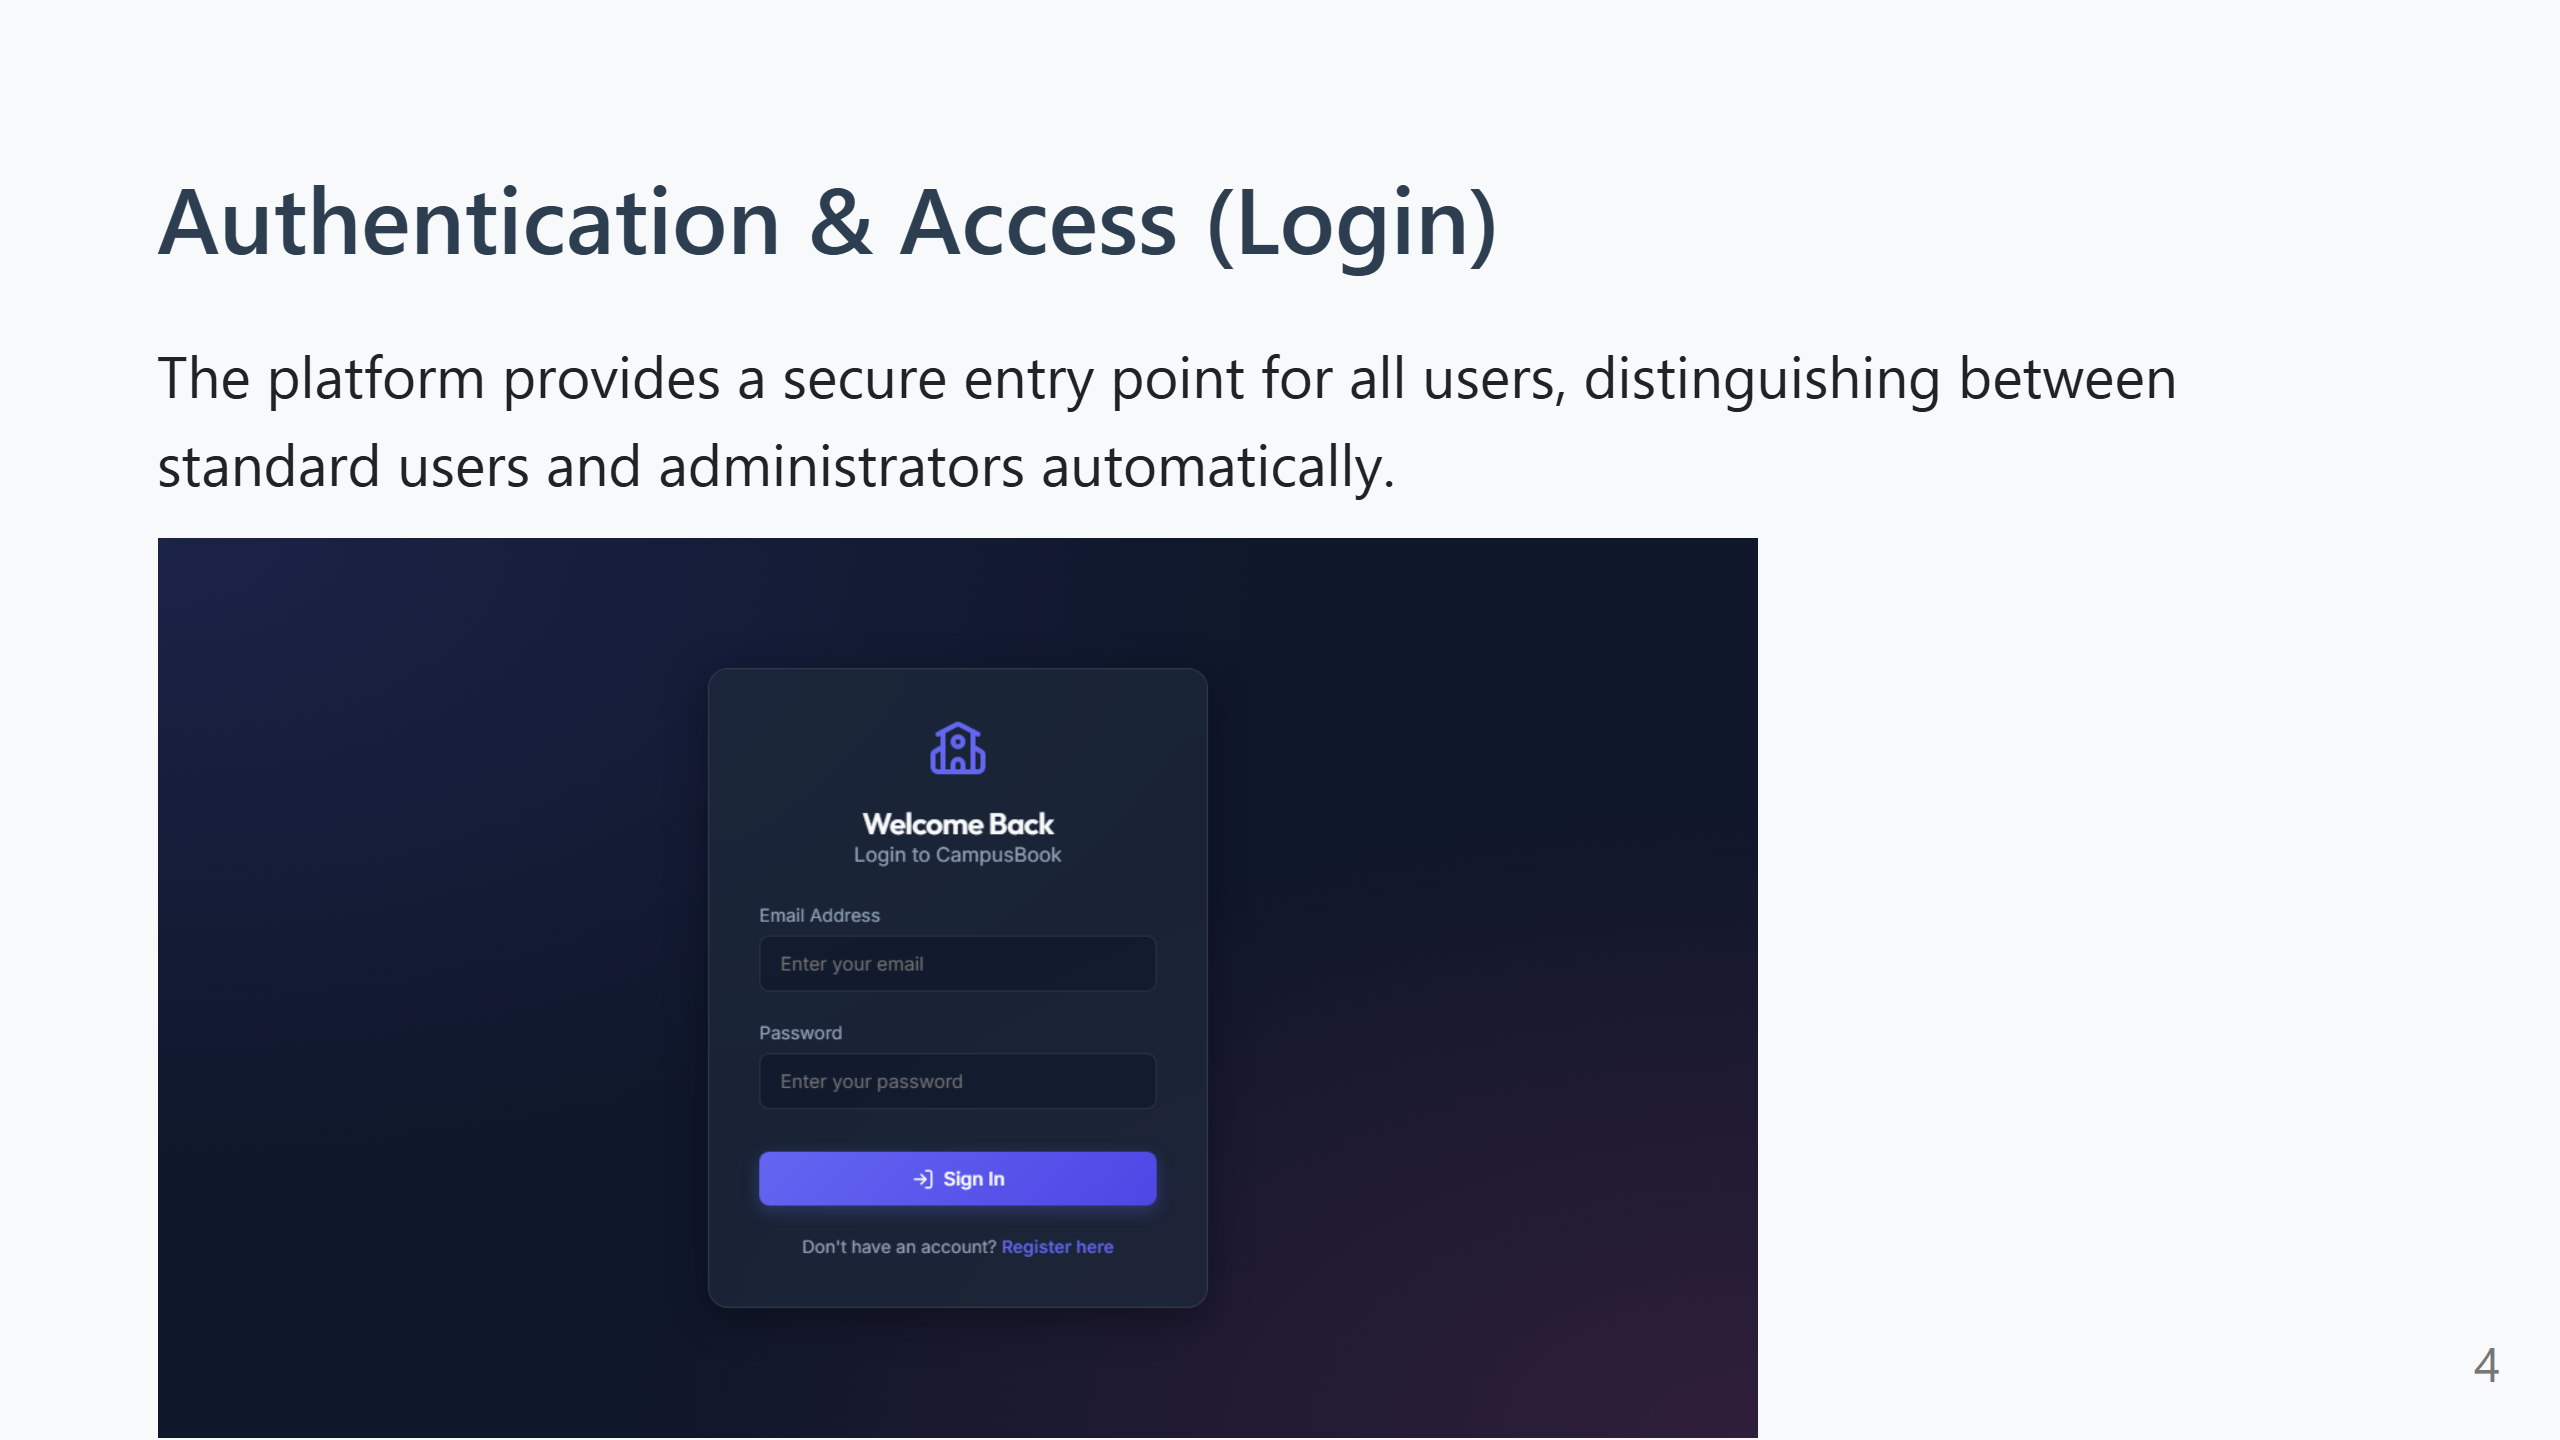 Authentication & Access (Login)
The platform provides a secure entry point for all users, distinguishing between
standard users and administrators automatically.
Welcome Back
Login to CampusBook
Email Address
Enter your email
Password
Enter your password
Sign In
Don't have an account? Register here
4